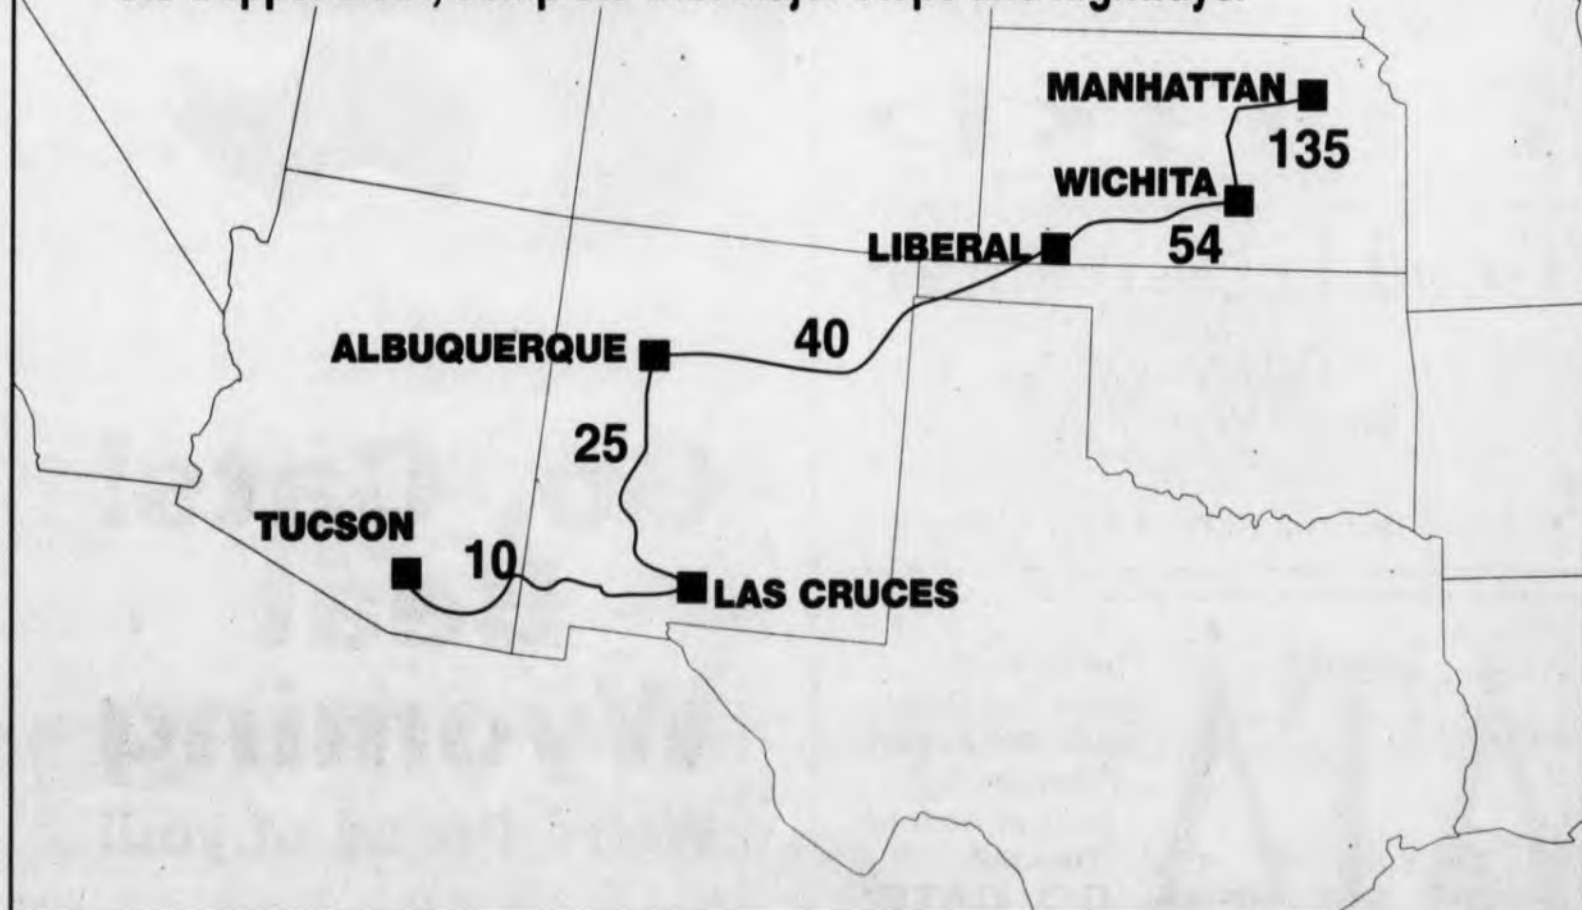 MANHATTAN
135
WICHITA
LIBERAL
54
40
ALBUQUERQUE
25
TUCSON
10
LAS CRUCES